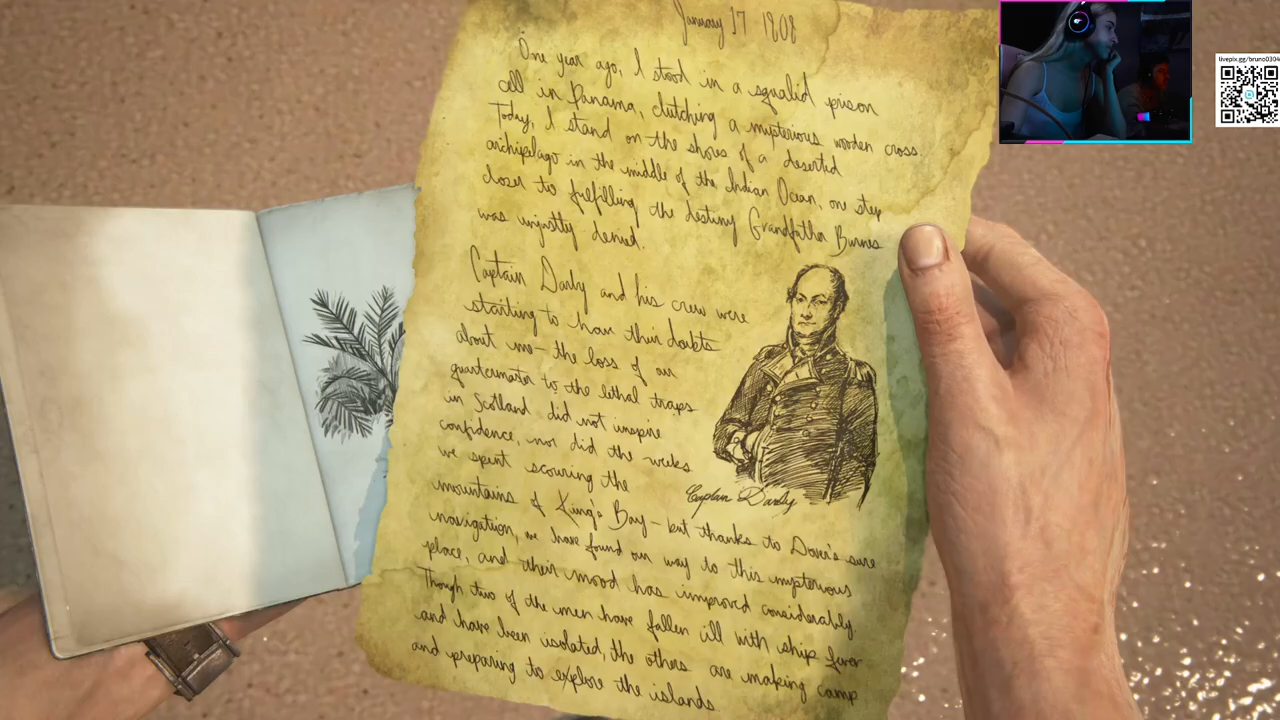 January 17 1808
livepix.gg/bruno0304
One year ago, I stood in a squalid prison
cell in Panama, clutching a mysterious wooden cross.
Today, I stand on the shores of a deserted
archipelago in the middle of the Indian Ocean, one step
closer to fulfilling the destiny Grandfather Burnes
was unjustly denied.
Captain Darby and his crew were
starting to have their doubts
about me - the loss of our
quartermaster to the lethal traps
in Scotland did not inspire
confidence, nor did the weeks
we spent scouring the
mountains of King's Bay - but thanks to Dover's sure
navigation, we have found our way to this mysterious
place, and their mood has improved considerably.
Though two of the men have fallen ill with ship fever
and have been isolated, the others are making camp
and preparing to explore the islands.
Captain Darby